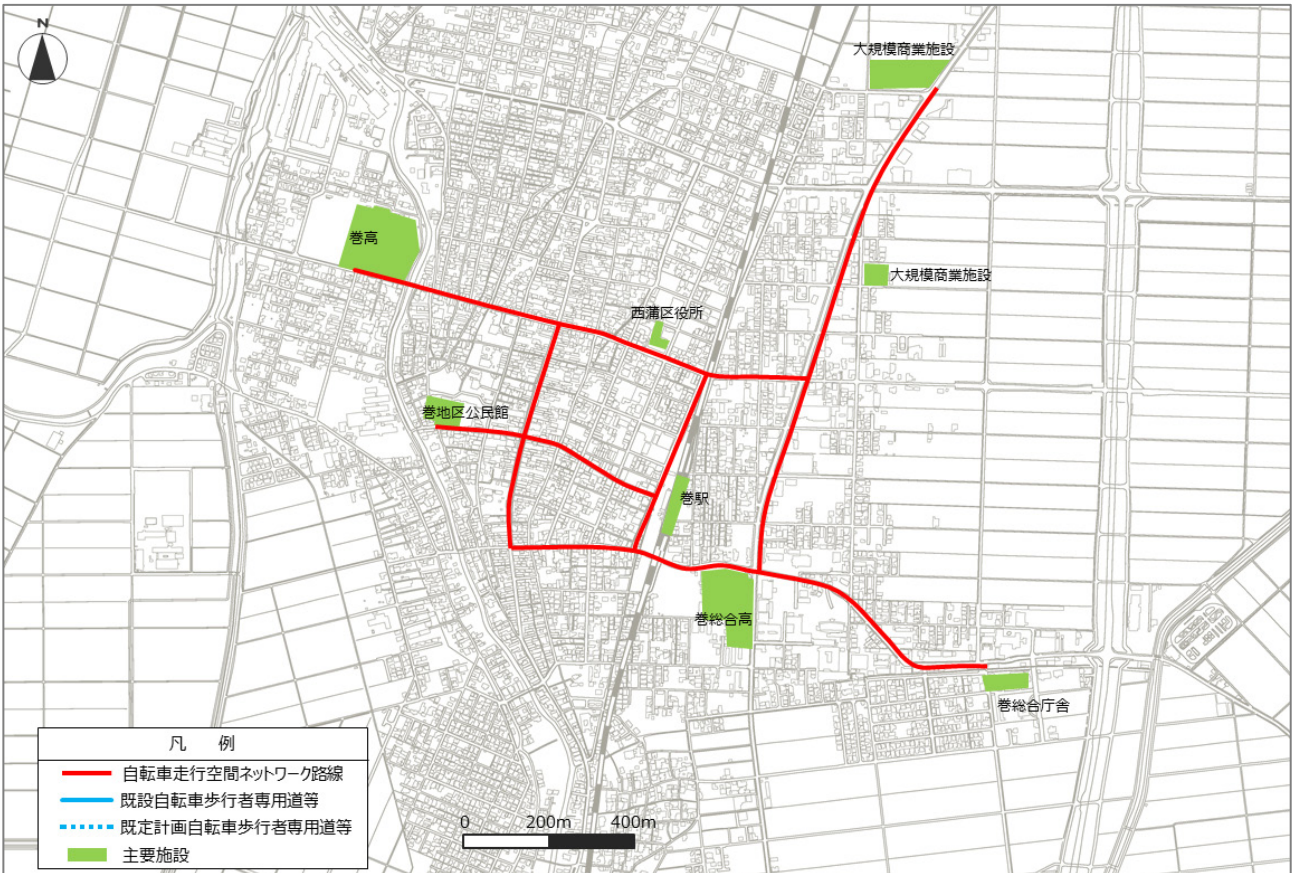 N
大規模商業施設
巻高
大規模商業施設
西蒲区役所
巻地区公民館
巻駅
巻総合高
巻総合庁舎
凡 例
自転車走行空間ネットワーク路線
既設自転車歩行者専用道等
既定計画自転車歩行者専用道等
主要施設
0 200m 400m